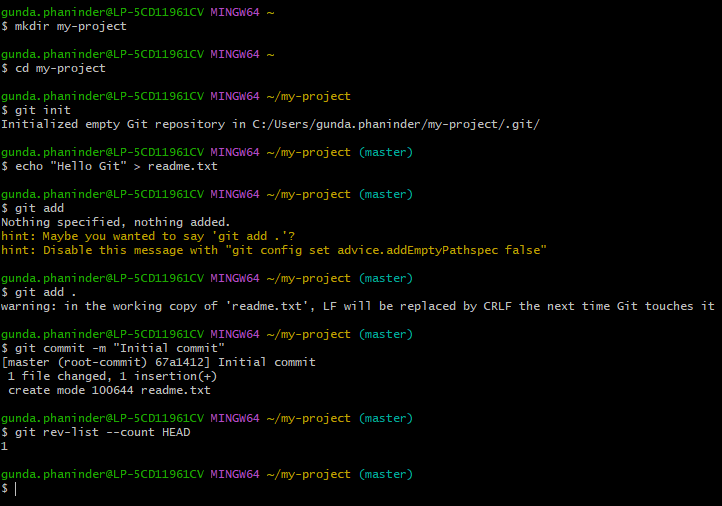 gunda.phaninder@LP-5CD11961CV MINGW64 ~
$ mkdir my-project
gunda.phaninder@LP-5CD11961CV MINGW64 ~
$ cd my-project
gunda.phaninder@LP-5CD11961CV MINGW64 ~/my-project
$ git init
Initialized empty Git repository in C:/Users/gunda.phaninder/my-project/.git/
gunda.phaninder@LP-5CD11961CV MINGW64 ~/my-project (master)
$ echo "Hello Git" > readme.txt
gunda.phaninder@LP-5CD11961CV MINGW64 ~/my-project (master)
$ git add
Nothing specified, nothing added.
hint: Maybe you wanted to say 'git add .'?
hint: Disable this message with "git config set advice.addEmptyPathspec false"
gunda.phaninder@LP-5CD11961CV MINGW64 ~/my-project (master)
$ git add .
warning: in the working copy of 'readme.txt', LF will be replaced by CRLF the next time Git touches it
gunda.phaninder@LP-5CD11961CV MINGW64 ~/my-project (master)
$ git commit -m "Initial commit"
[master (root-commit) 67a1412] Initial commit
 1 file changed, 1 insertion(+)
 create mode 100644 readme.txt
gunda.phaninder@LP-5CD11961CV MINGW64 ~/my-project (master)
$ git rev-list --count HEAD
1
gunda.phaninder@LP-5CD11961CV MINGW64 ~/my-project (master)
$